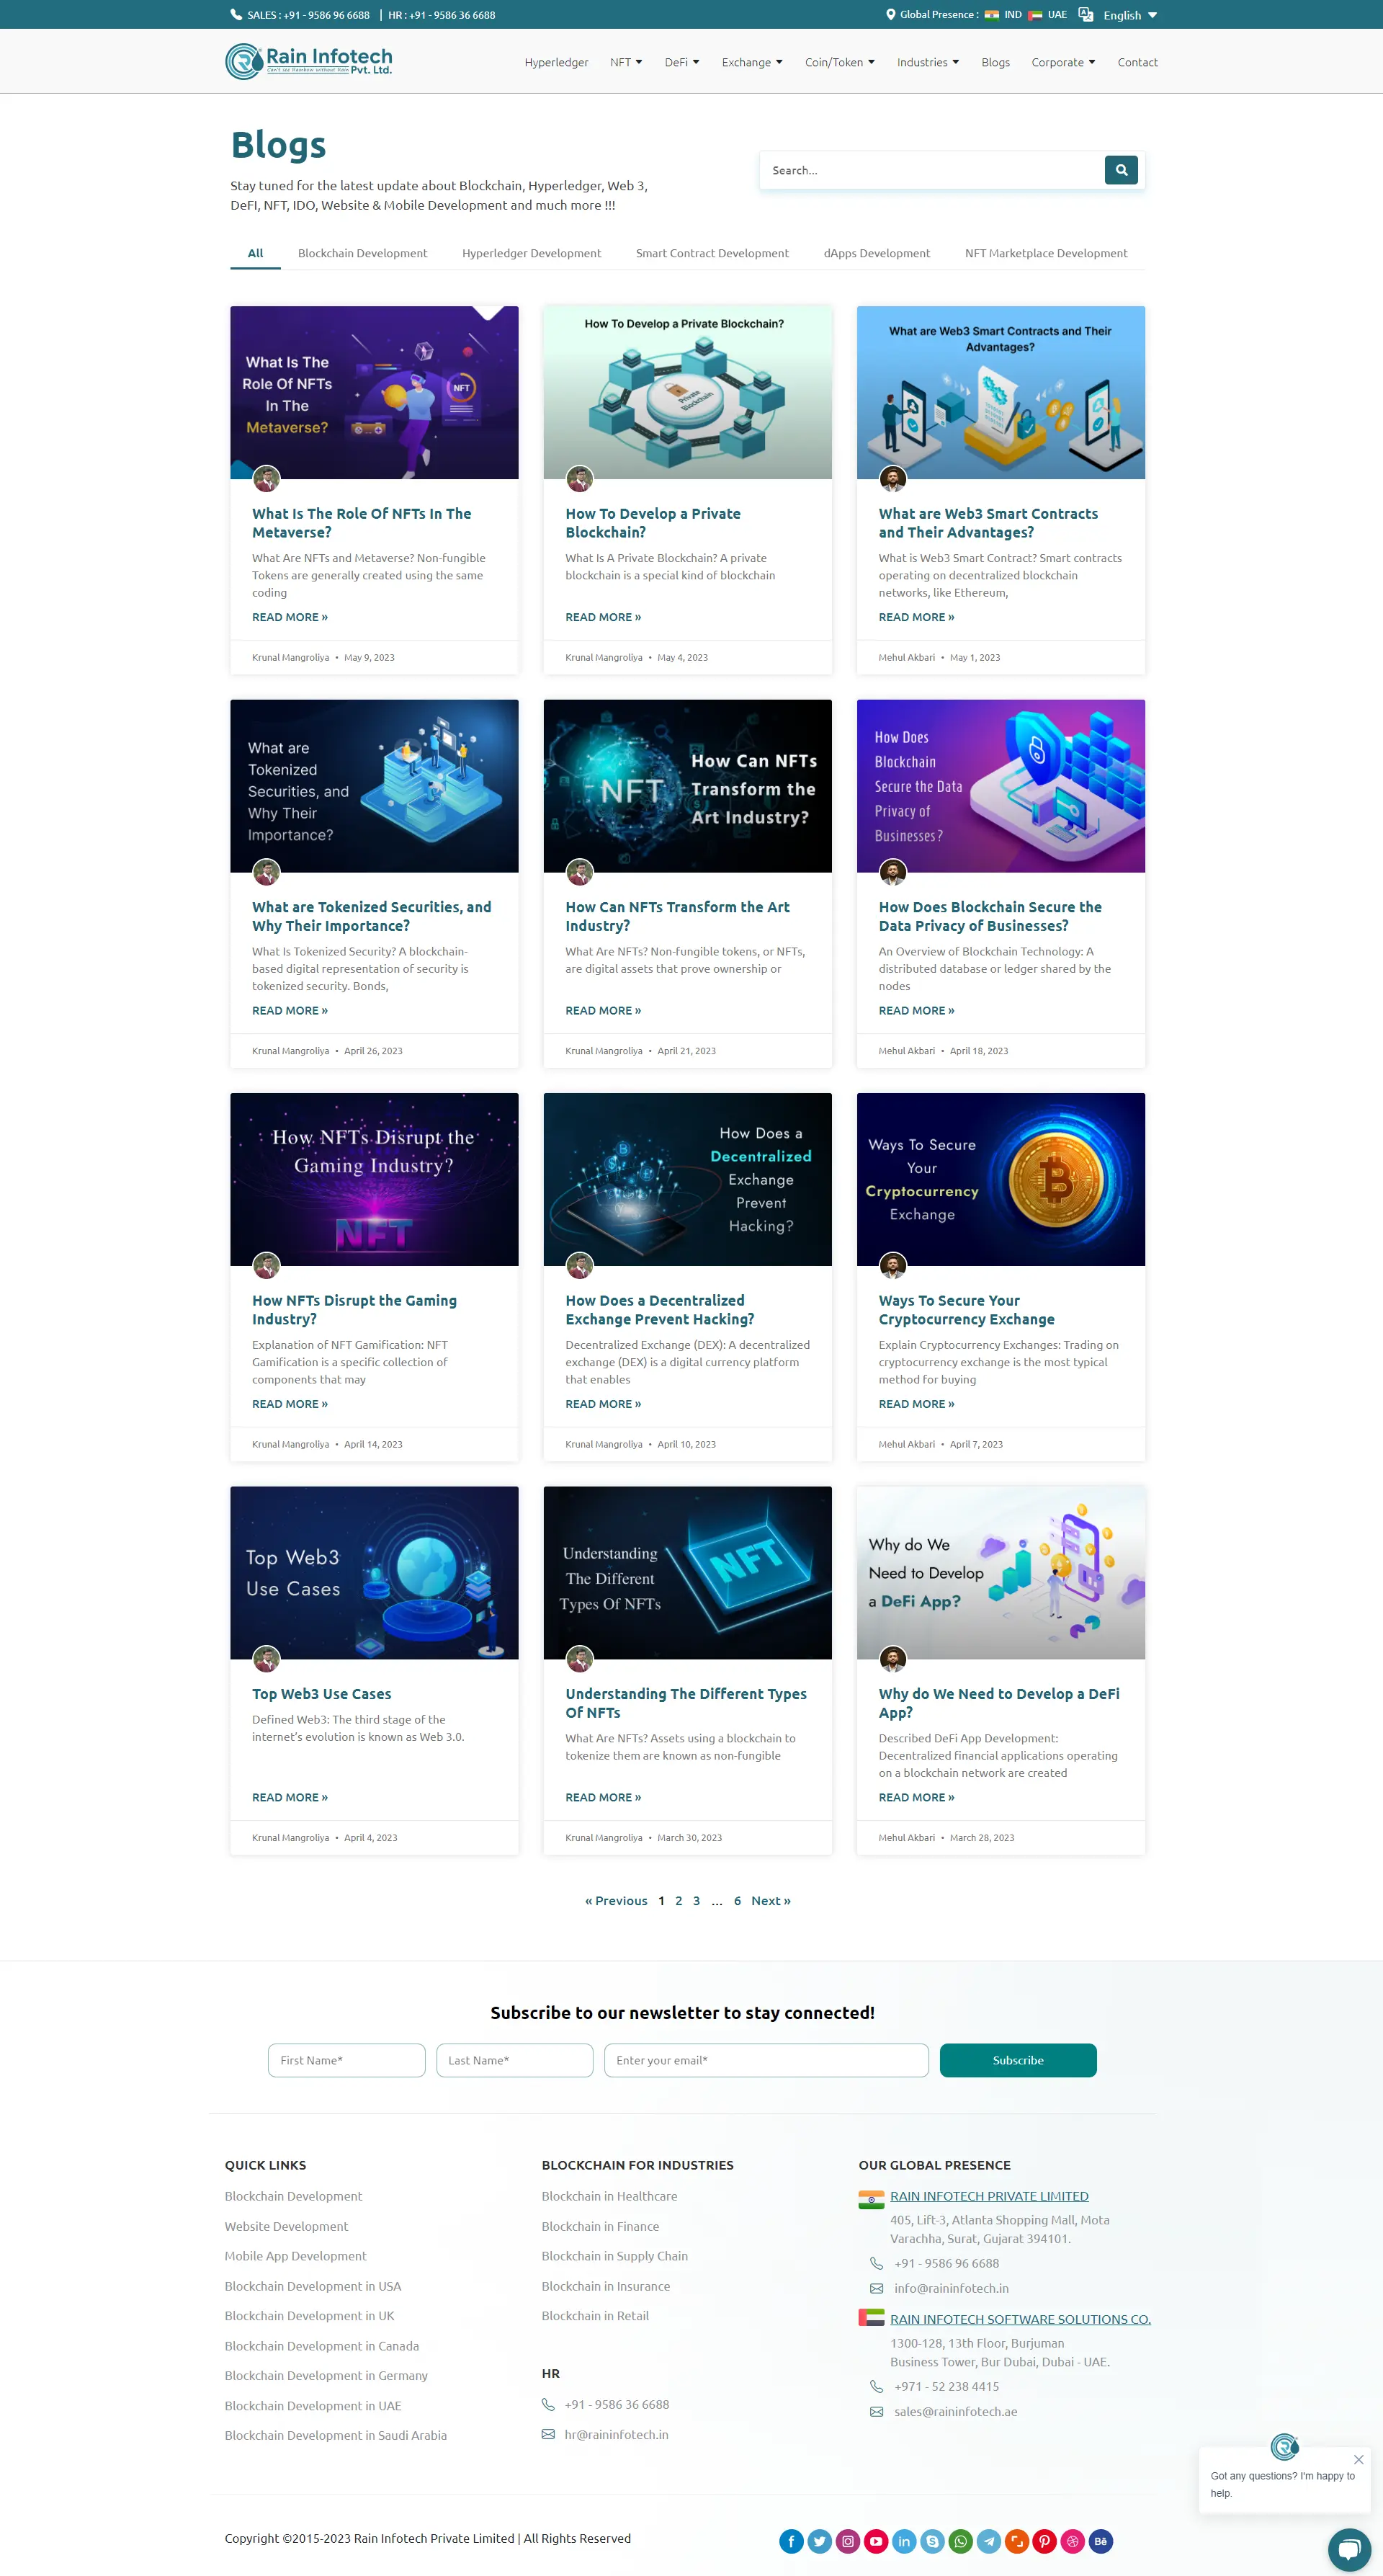 SALES : +91 - 9586 96 6688 | HR : +91 - 9586 36 6688
Global Presence : IND UAE English
Rain Infotech
Pvt. Ltd.
Hyperledger NFT DeFi Exchange Coin/Token Industries Blogs Corporate Contact
Blogs
Stay tuned for the latest update about Blockchain, Hyperledger, Web 3,
DeFI, NFT, IDO, Website & Mobile Development and much more !!!
Search...
All Blockchain Development Hyperledger Development Smart Contract Development dApps Development NFT Marketplace Development
What Is The
Role Of NFTs
In The
Metaverse?
NFT
What Is The Role Of NFTs In The
Metaverse?
What Are NFTs and Metaverse? Non-fungible
Tokens are generally created using the same
coding
READ MORE »
Krunal Mangroliya • May 9, 2023
How To Develop a Private Blockchain?
Private
Blockchain
How To Develop a Private
Blockchain?
What Is A Private Blockchain? A private
blockchain is a special kind of blockchain
READ MORE »
Krunal Mangroliya • May 4, 2023
What are Web3 Smart Contracts and Their
Advantages?
What are Web3 Smart Contracts
and Their Advantages?
What is Web3 Smart Contract? Smart contracts
operating on decentralized blockchain
networks, like Ethereum,
READ MORE »
Mehul Akbari • May 1, 2023
What are
Tokenized
Securities, and
Why Their
Importance?
What are Tokenized Securities, and
Why Their Importance?
What Is Tokenized Security? A blockchain-
based digital representation of security is
tokenized security. Bonds,
READ MORE »
Krunal Mangroliya • April 26, 2023
NFT
How Can NFTs
Transform the
Art Industry?
How Can NFTs Transform the Art
Industry?
What Are NFTs? Non-fungible tokens, or NFTs,
are digital assets that prove ownership or
READ MORE »
Krunal Mangroliya • April 21, 2023
How Does
Blockchain
Secure the Data
Privacy of
Businesses?
How Does Blockchain Secure the
Data Privacy of Businesses?
An Overview of Blockchain Technology: A
distributed database or ledger shared by the
nodes
READ MORE »
Mehul Akbari • April 18, 2023
How NFTs Disrupt the
Gaming Industry?
NFT
How NFTs Disrupt the Gaming
Industry?
Explanation of NFT Gamification: NFT
Gamification is a specific collection of
components that may
READ MORE »
Krunal Mangroliya • April 14, 2023
How Does a
Decentralized
Exchange
Prevent
Hacking?
How Does a Decentralized
Exchange Prevent Hacking?
Decentralized Exchange (DEX): A decentralized
exchange (DEX) is a digital currency platform
that enables
READ MORE »
Krunal Mangroliya • April 10, 2023
Ways To Secure
Your
Cryptocurrency
Exchange
Ways To Secure Your
Cryptocurrency Exchange
Explain Cryptocurrency Exchanges: Trading on
cryptocurrency exchange is the most typical
method for buying
READ MORE »
Mehul Akbari • April 7, 2023
Top Web3
Use Cases
Top Web3 Use Cases
Defined Web3: The third stage of the
internet’s evolution is known as Web 3.0.
READ MORE »
Krunal Mangroliya • April 4, 2023
Understanding
The Different
Types Of NFTs
NFT
Understanding The Different Types
Of NFTs
What Are NFTs? Assets using a blockchain to
tokenize them are known as non-fungible
READ MORE »
Krunal Mangroliya • March 30, 2023
Why do We
Need to Develop
a DeFi App?
Why do We Need to Develop a DeFi
App?
Described DeFi App Development:
Decentralized financial applications operating
on a blockchain network are created
READ MORE »
Mehul Akbari • March 28, 2023
« Previous 1 2 3 … 6 Next »
Subscribe to our newsletter to stay connected!
First Name* Last Name* Enter your email* Subscribe
QUICK LINKS
Blockchain Development
Website Development
Mobile App Development
Blockchain Development in USA
Blockchain Development in UK
Blockchain Development in Canada
Blockchain Development in Germany
Blockchain Development in UAE
Blockchain Development in Saudi Arabia
BLOCKCHAIN FOR INDUSTRIES
Blockchain in Healthcare
Blockchain in Finance
Blockchain in Supply Chain
Blockchain in Insurance
Blockchain in Retail
HR
+91 - 9586 36 6688
hr@raininfotech.in
OUR GLOBAL PRESENCE
RAIN INFOTECH PRIVATE LIMITED
405, Lift-3, Atlanta Shopping Mall, Mota
Varachha, Surat, Gujarat 394101.
+91 - 9586 96 6688
info@raininfotech.in
RAIN INFOTECH SOFTWARE SOLUTIONS CO.
1300-128, 13th Floor, Burjuman
Business Tower, Bur Dubai, Dubai - UAE.
+971 - 52 238 4415
sales@raininfotech.ae
Got any questions? I'm happy to
help.
Copyright ©2015-2023 Rain Infotech Private Limited | All Rights Reserved